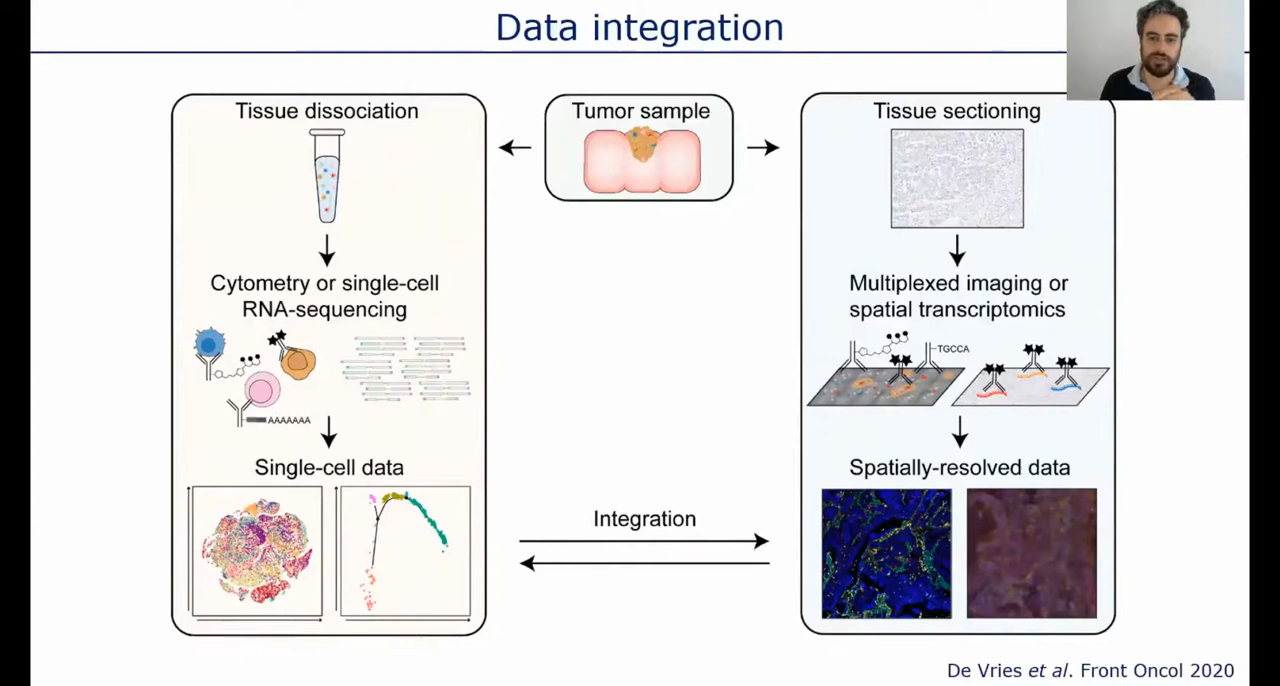 Data integration
Tissue dissociation
Cytometry or single-cell
RNA-sequencing
AAAAAAA
Single-cell data
Tumor sample
Integration
Tissue sectioning
Multiplexed imaging or
spatial transcriptomics
TGCCA
Spatially-resolved data
De Vries et al. Front Oncol 2020